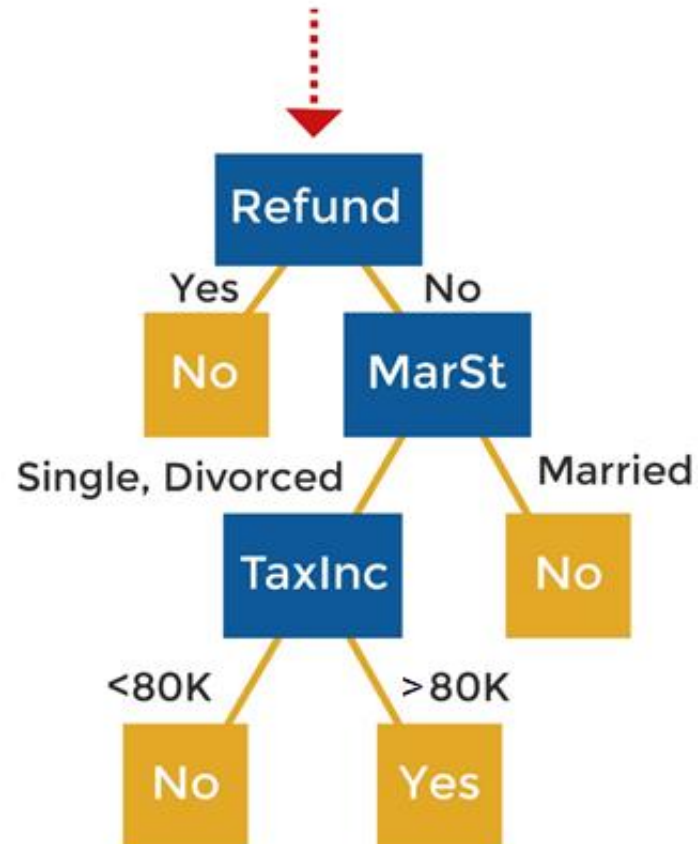 Refund
Yes
No
No
MarSt
Single, Divorced
Married
TaxInc
No
<80K
>80K
No
Yes